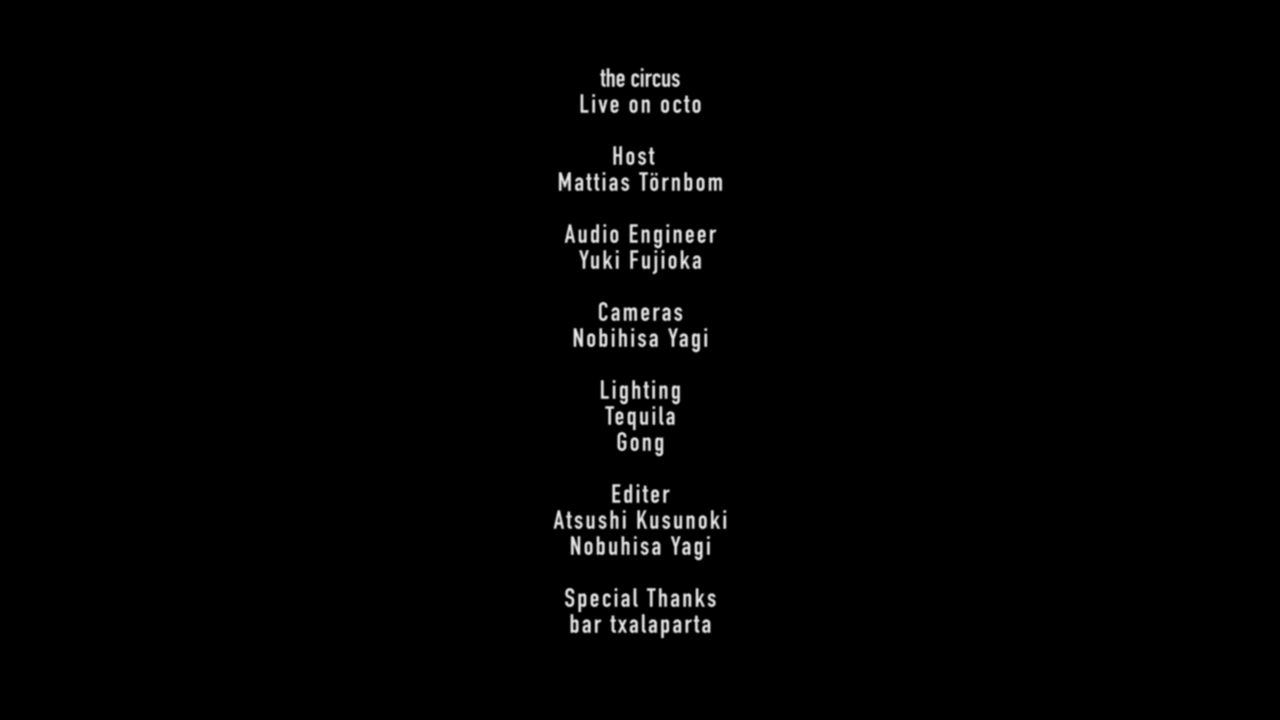 the circus
Live on octo
Host
Mattias Törnbom
Audio Engineer
Yuki Fujioka
Cameras
Nobihisa Yagi
Lighting
Tequila
Gong
Editer
Atsushi Kusunoki
Nobuhisa Yagi
Special Thanks
bar txalaparta